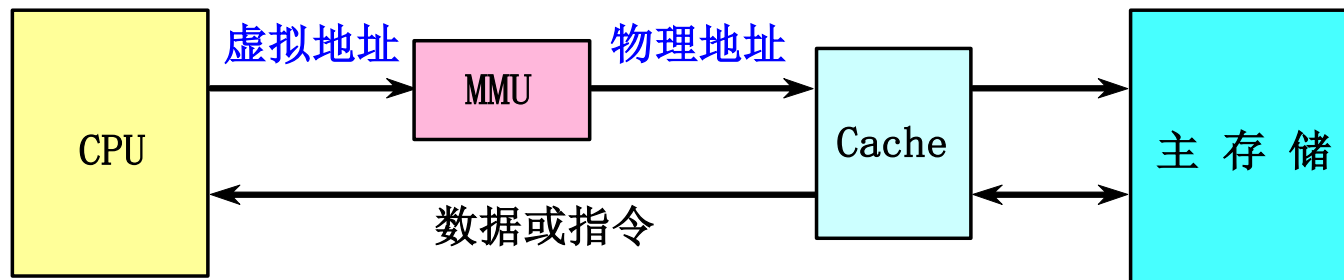 虚拟地址
物理地址
MMU
CPU
Cache
主 存 储
数据或指令